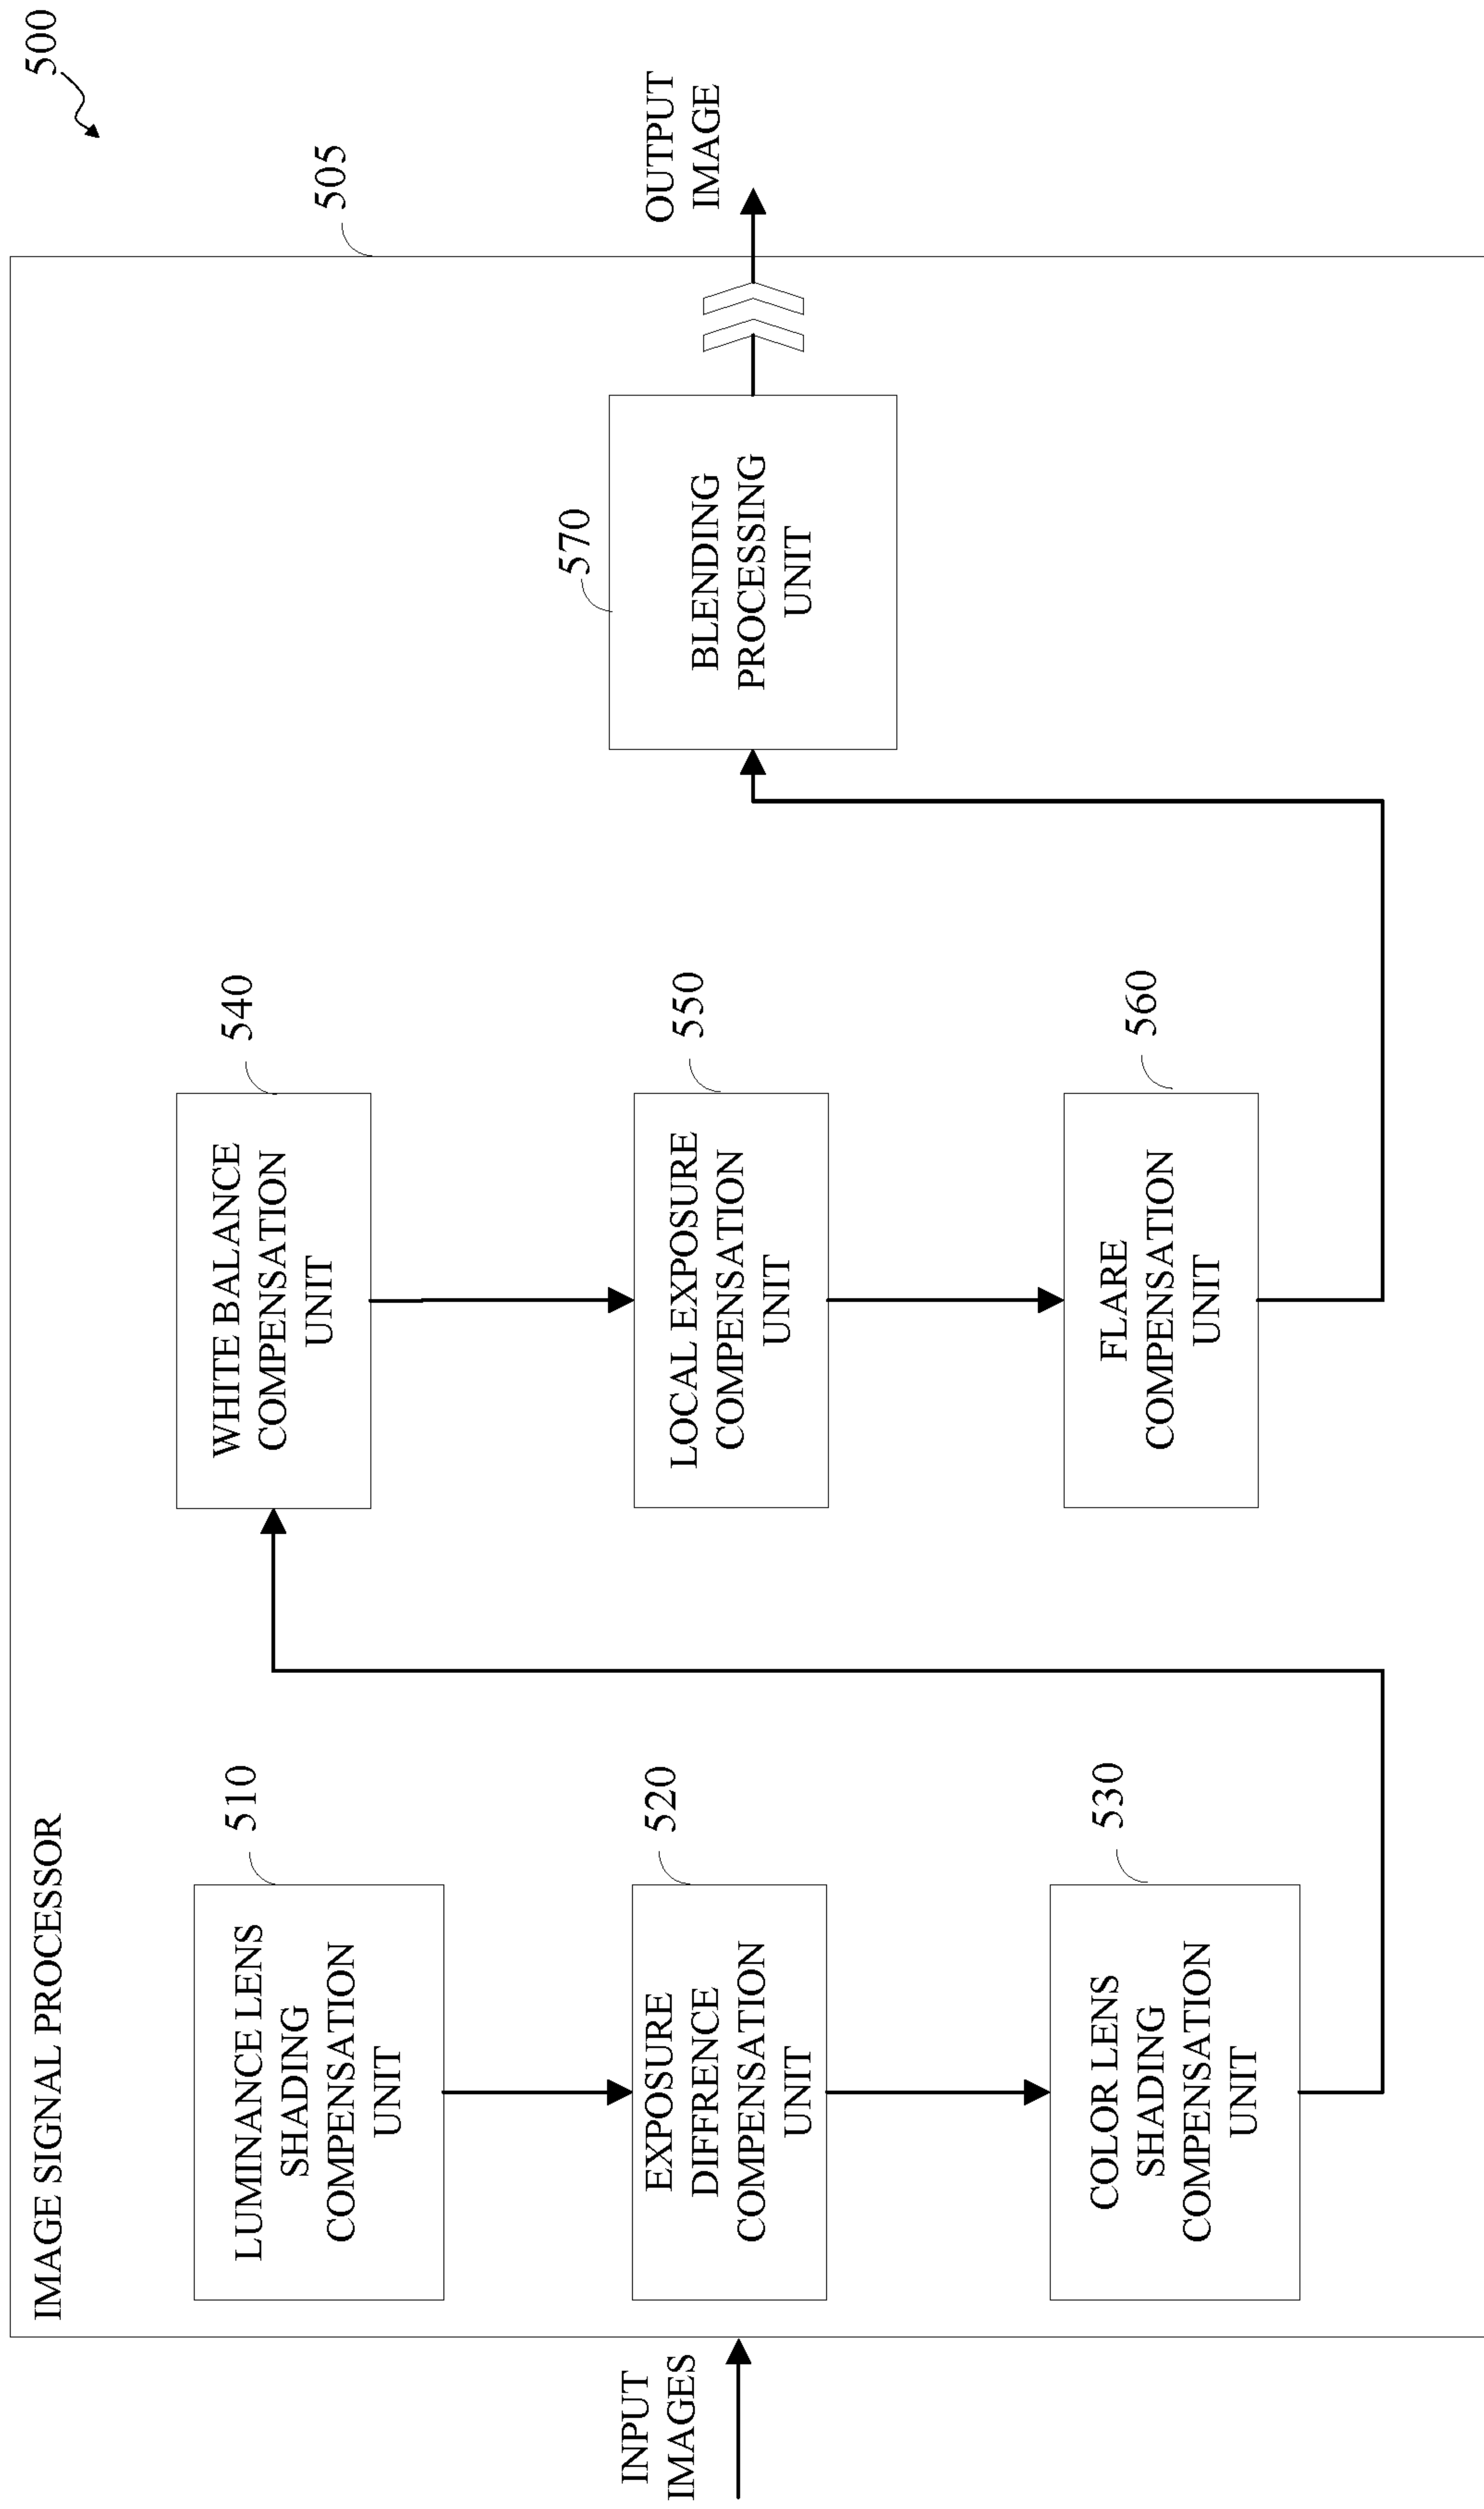 500
505
IMAGE SIGNAL PROCESSOR
INPUT
IMAGES
510
LUMINANCE LENS
SHADING
COMPENSATION
UNIT
520
EXPOSURE
DIFFRENCE
COMPENSATION
UNIT
530
COLOR LENS
SHADING
COMPENSATION
UNIT
540
WHITE BALANCE
COMPENSATION
UNIT
550
LOCAL EXPOSURE
COMPENSATION
UNIT
560
FLARE
COMPENSATION
UNIT
570
BLENDING
PROCESSING
UNIT
OUTPUT
IMAGE